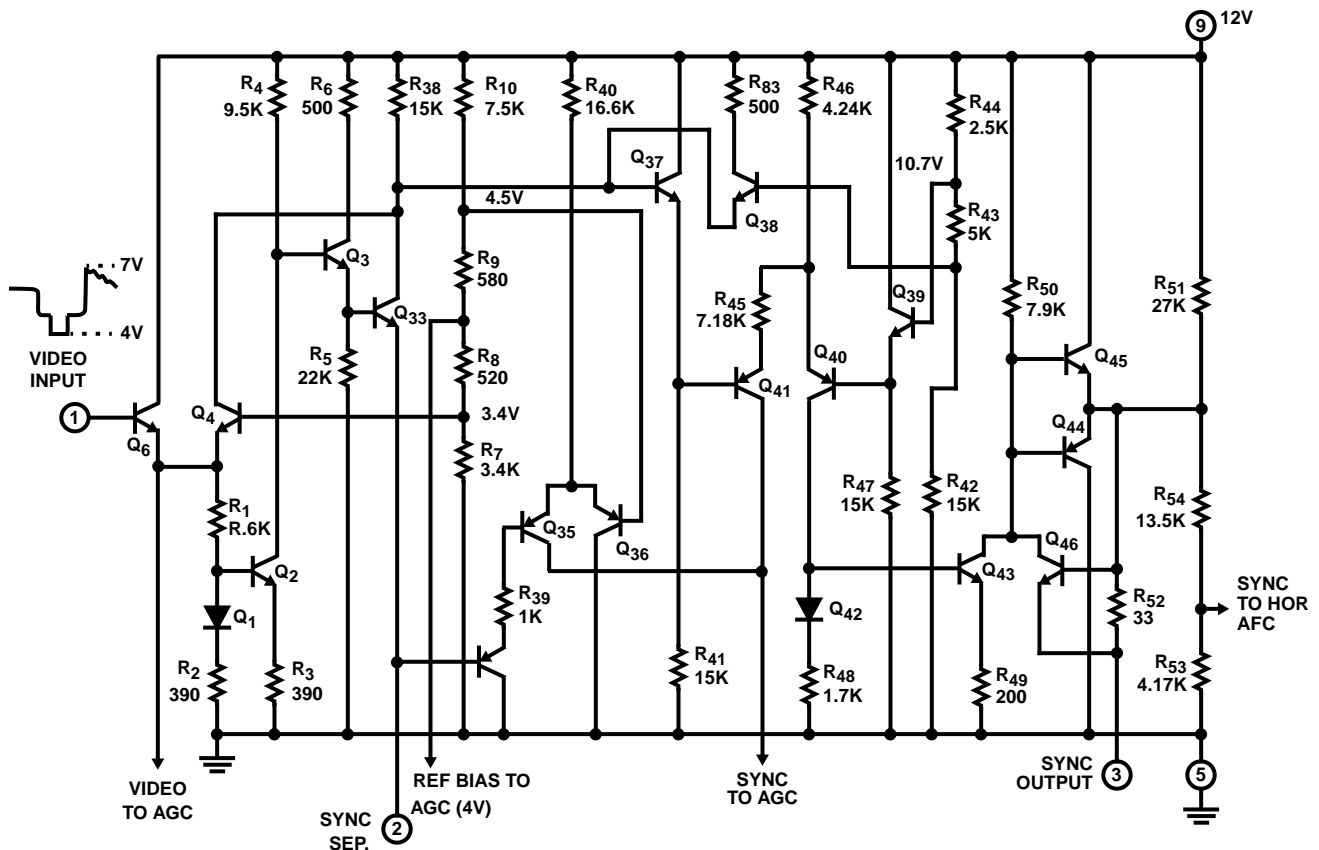 9 12V
R4
9.5K
R6
500
R38
15K
R10
7.5K
R40
16.6K
R83
500
R46
4.24K
R44
2.5K
Q37
10.7V
4.5V
Q38
R43
5K
7V
4V
VIDEO
INPUT
Q3
Q33
R9
580
R45
7.18K
Q39
R50
7.9K
R51
27K
R5
22K
R8
520
Q40
Q41
Q45
1
Q6
Q4
3.4V
R7
3.4K
Q44
R1
R.6K
R47
15K
R42
15K
R54
13.5K
Q35
Q36
Q2
Q43
Q46
Q1
R39
1K
Q42
R52
33
SYNC
TO HOR
AFC
R2
390
R3
390
R41
15K
R48
1.7K
R49
200
R53
4.17K
VIDEO
TO AGC
SYNC
SEP.
2
REF BIAS TO
AGC (4V)
SYNC
TO AGC
SYNC
OUTPUT
3
5